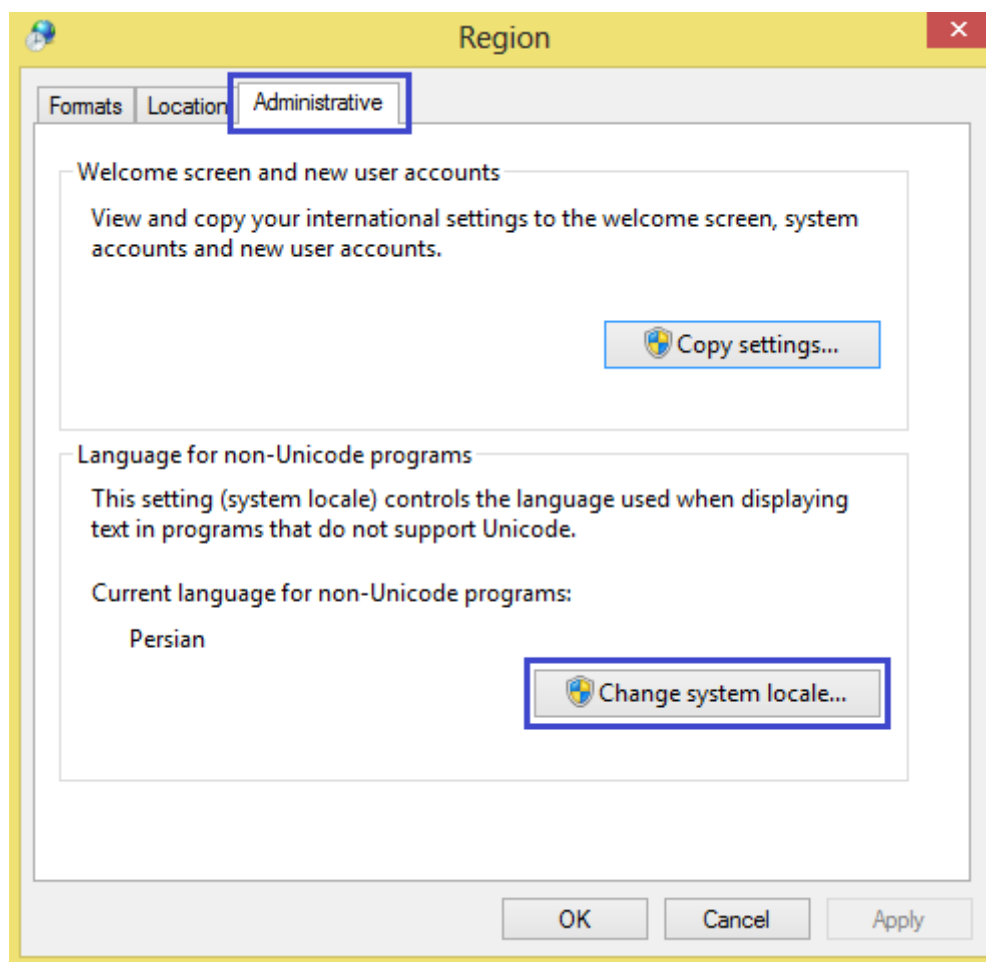 Region
Formats Location Administrative
Welcome screen and new user accounts
View and copy your international settings to the welcome screen, system
accounts and new user accounts.
Copy settings...
Language for non-Unicode programs
This setting (system locale) controls the language used when displaying
text in programs that do not support Unicode.
Current language for non-Unicode programs:
Persian
Change system locale...
OK Cancel Apply